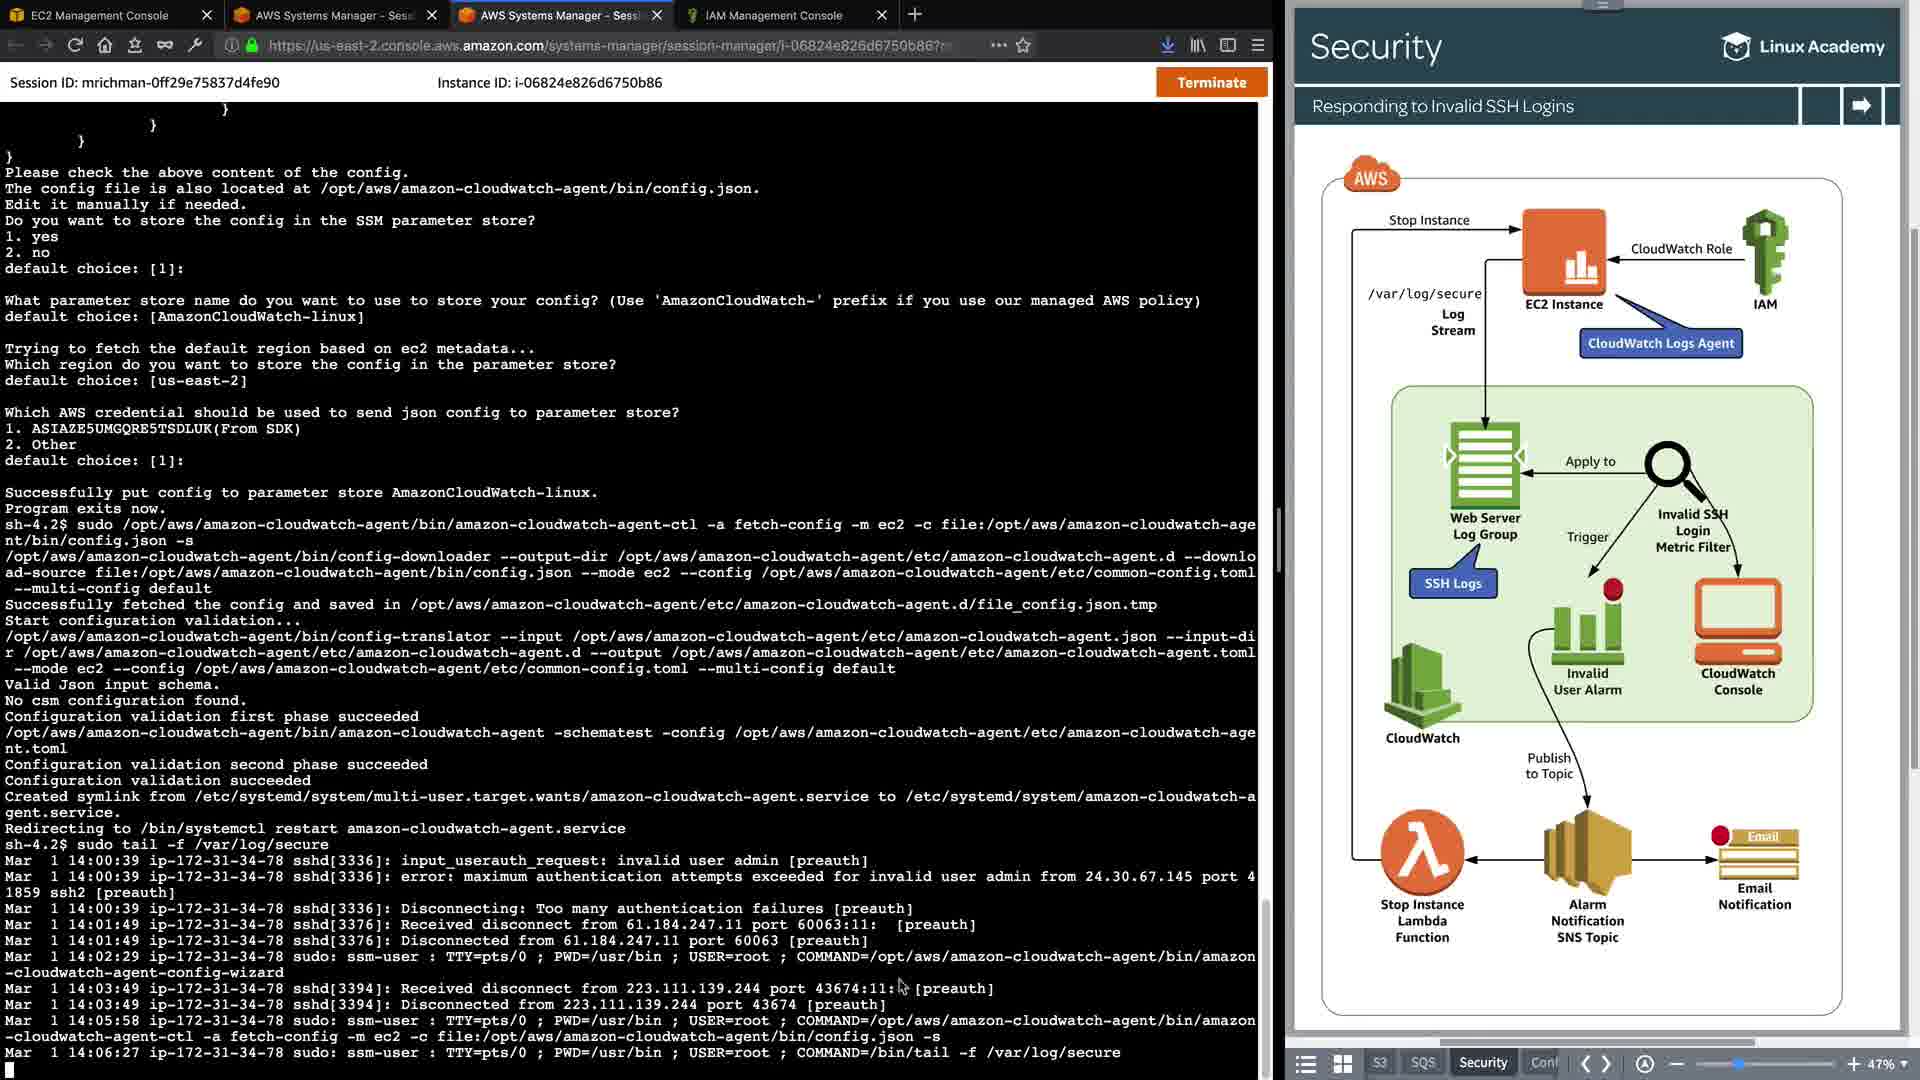 EC2 Management Console
AWS Systems Manager - Sess
AWS Systems Manager - Sess
IAM Management Console
https://us-east-2.console.aws.amazon.com/systems-manager/session-manager/i-06824e826d6750b86?r
Session ID: mrichman-0ff29e75837d4fe90
Instance ID: i-06824e826d6750b86
Terminate
}
}
}
}
Please check the above content of the config.
The config file is also located at /opt/aws/amazon-cloudwatch-agent/bin/config.json.
Edit it manually if needed.
Do you want to store the config in the SSM parameter store?
1. yes
2. no
default choice: [1]:
What parameter store name do you want to use to store your config? (Use 'AmazonCloudWatch-' prefix if you use our managed AWS policy)
default choice: [AmazonCloudWatch-linux]
Trying to fetch the default region based on ec2 metadata...
Which region do you want to store the config in the parameter store?
default choice: [us-east-2]
Which AWS credential should be used to send json config to parameter store?
1. ASIAZE5UMGQRE5TSDLUK(From SDK)
2. Other
default choice: [1]:
Successfully put config to parameter store AmazonCloudWatch-linux.
Program exits now.
sh-4.2$ sudo /opt/aws/amazon-cloudwatch-agent/bin/amazon-cloudwatch-agent-ctl -a fetch-config -m ec2 -c file:/opt/aws/amazon-cloudwatch-age
nt/bin/config.json -s
/opt/aws/amazon-cloudwatch-agent/bin/config-downloader --output-dir /opt/aws/amazon-cloudwatch-agent/etc/amazon-cloudwatch-agent.d --downlo
ad-source file:/opt/aws/amazon-cloudwatch-agent/bin/config.json --mode ec2 --config /opt/aws/amazon-cloudwatch-agent/etc/common-config.toml
--multi-config default
Successfully fetched the config and saved in /opt/aws/amazon-cloudwatch-agent/etc/amazon-cloudwatch-agent.d/file_config.json.tmp
Start configuration validation...
/opt/aws/amazon-cloudwatch-agent/bin/config-translator --input /opt/aws/amazon-cloudwatch-agent/etc/amazon-cloudwatch-agent.json --input-di
r /opt/aws/amazon-cloudwatch-agent/etc/amazon-cloudwatch-agent.d --output /opt/aws/amazon-cloudwatch-agent/etc/amazon-cloudwatch-agent.toml
--mode ec2 --config /opt/aws/amazon-cloudwatch-agent/etc/common-config.toml --multi-config default
Valid Json input schema.
No csm configuration found.
Configuration validation first phase succeeded
/opt/aws/amazon-cloudwatch-agent/bin/amazon-cloudwatch-agent -schematest -config /opt/aws/amazon-cloudwatch-agent/etc/amazon-cloudwatch-age
nt.toml
Configuration validation second phase succeeded
Configuration validation succeeded
Created symlink from /etc/systemd/system/multi-user.target.wants/amazon-cloudwatch-agent.service to /etc/systemd/system/amazon-cloudwatch-a
gent.service.
Redirecting to /bin/systemctl restart amazon-cloudwatch-agent.service
sh-4.2$ sudo tail -f /var/log/secure
Mar  1 14:00:39 ip-172-31-34-78 sshd[3336]: input_userauth_request: invalid user admin [preauth]
Mar  1 14:00:39 ip-172-31-34-78 sshd[3336]: error: maximum authentication attempts exceeded for invalid user admin from 24.30.67.145 port 4
1859 ssh2 [preauth]
Mar  1 14:00:39 ip-172-31-34-78 sshd[3336]: Disconnecting: Too many authentication failures [preauth]
Mar  1 14:01:49 ip-172-31-34-78 sshd[3376]: Received disconnect from 61.184.247.11 port 60063:11:  [preauth]
Mar  1 14:01:49 ip-172-31-34-78 sshd[3376]: Disconnected from 61.184.247.11 port 60063 [preauth]
Mar  1 14:02:29 ip-172-31-34-78 sudo: ssm-user : TTY=pts/0 ; PWD=/usr/bin ; USER=root ; COMMAND=/opt/aws/amazon-cloudwatch-agent/bin/amazon
-cloudwatch-agent-config-wizard
Mar  1 14:03:49 ip-172-31-34-78 sshd[3394]: Received disconnect from 223.111.139.244 port 43674:11:  [preauth]
Mar  1 14:03:49 ip-172-31-34-78 sshd[3394]: Disconnected from 223.111.139.244 port 43674 [preauth]
Mar  1 14:05:58 ip-172-31-34-78 sudo: ssm-user : TTY=pts/0 ; PWD=/usr/bin ; USER=root ; COMMAND=/opt/aws/amazon-cloudwatch-agent/bin/amazon
-cloudwatch-agent-ctl -a fetch-config -m ec2 -c file:/opt/aws/amazon-cloudwatch-agent/bin/config.json -s
Mar  1 14:06:27 ip-172-31-34-78 sudo: ssm-user : TTY=pts/0 ; PWD=/usr/bin ; USER=root ; COMMAND=/bin/tail -f /var/log/secure
Security
Linux Academy
Responding to Invalid SSH Logins
AWS
Stop Instance
CloudWatch Role
/var/log/secure
Log
Stream
EC2 Instance
IAM
CloudWatch Logs Agent
Apply to
Web Server
Log Group
Invalid SSH
Login
Metric Filter
Trigger
SSH Logs
Invalid
User Alarm
CloudWatch
Console
CloudWatch
Publish
to Topic
Email
Stop Instance
Lambda
Function
Alarm
Notification
SNS Topic
Email
Notification
S3
SQS
Security
Conf
47%